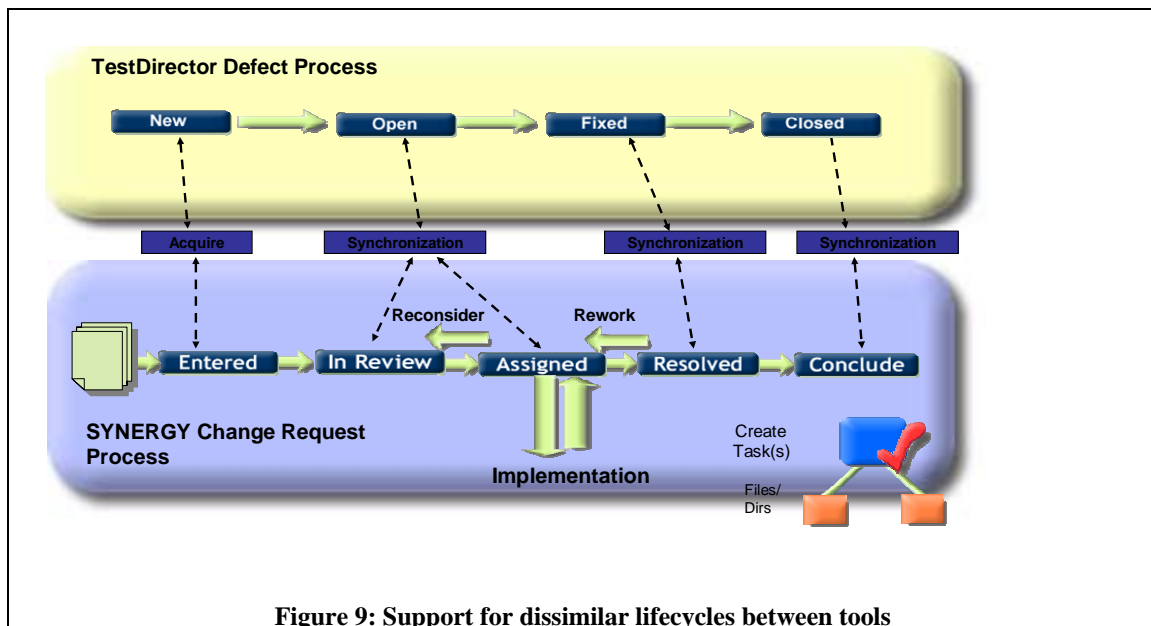 TestDirector Defect Process
New
Open
Fixed
Closed
Acquire
Synchronization
Synchronization
Synchronization
Reconsider
Rework
Entered
In Review
Assigned
Resolved
Conclude
SYNERGY Change Request
Process
Implementation
Create
Task(s)
Files/
Dirs
Figure 9: Support for dissimilar lifecycles between tools